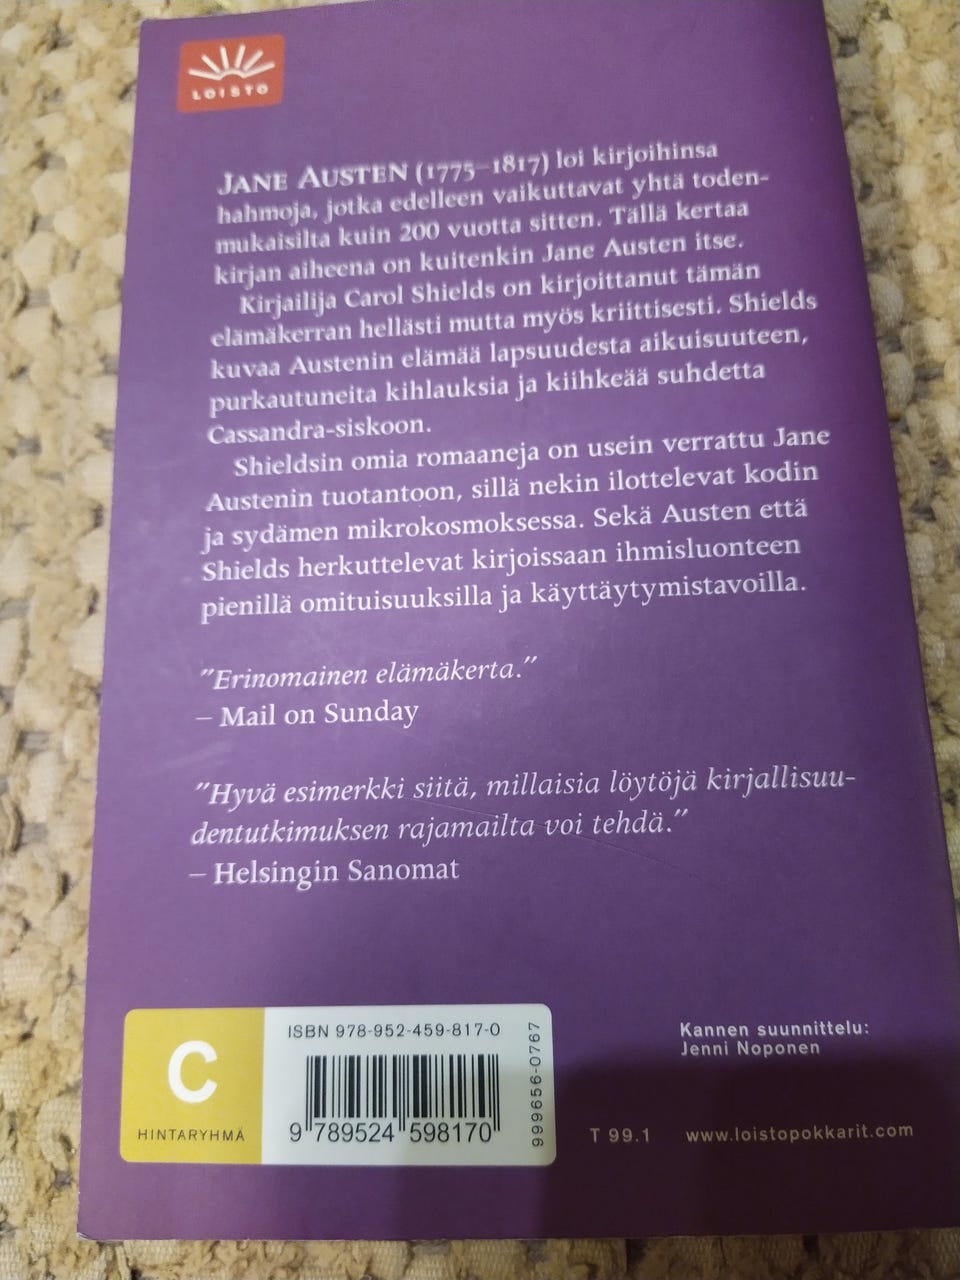 LOISTO
JANE AUSTEN (1775–1817) loi kirjoihinsa
hahmoja, jotka edelleen vaikuttavat yhtä toden-
mukaisilta kuin 200 vuotta sitten. Tällä kertaa
kirjan aiheena on kuitenkin Jane Austen itse.
Kirjailija Carol Shields on kirjoittanut tämän
elämäkerran hellästi mutta myös kriittisesti. Shields
kuvaa Austenin elämää lapsuudesta aikuisuuteen,
purkautuneita kihlauksia ja kiihkeää suhdetta
Cassandra-siskoon.
Shieldsin omia romaaneja on usein verrattu Jane
Austenin tuotantoon, sillä nekin ilottelevat kodin
ja sydämen mikrokosmoksessa. Sekä Austen että
Shields herkuttelevat kirjoissaan ihmisluonteen
pienillä omituisuuksilla ja käyttäytymistavoilla.
"Erinomainen elämäkerta."
– Mail on Sunday
"Hyvä esimerkki siitä, millaisia löytöjä kirjallisuu-
dentutkimuksen rajamailta voi tehdä."
– Helsingin Sanomat
C
HINTARYHMÄ
ISBN 978-952-459-817-0
9 789524 598170
999656-0767
Kannen suunnittelu:
Jenni Noponen
T 99.1 www.loistopokkarit.com